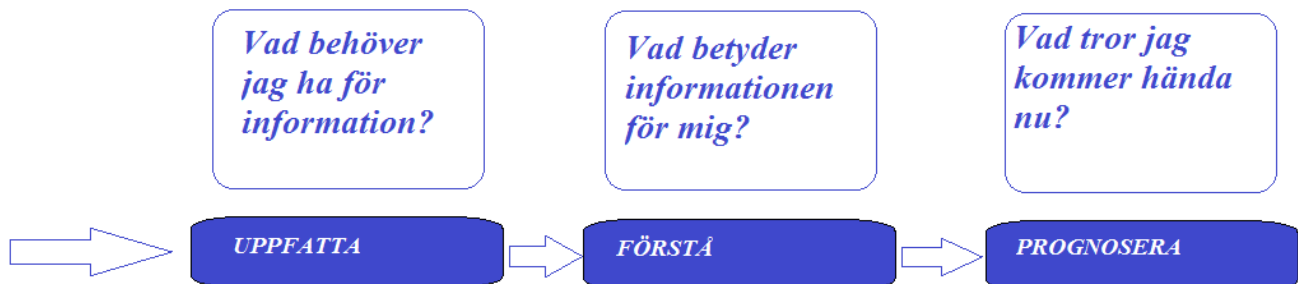 Vad behöver
jag ha för
information?
Vad betyder
informationen
för mig?
Vad tror jag
kommer hända
nu?
UPPFATTA
FÖRSTÅ
PROGNOSERA